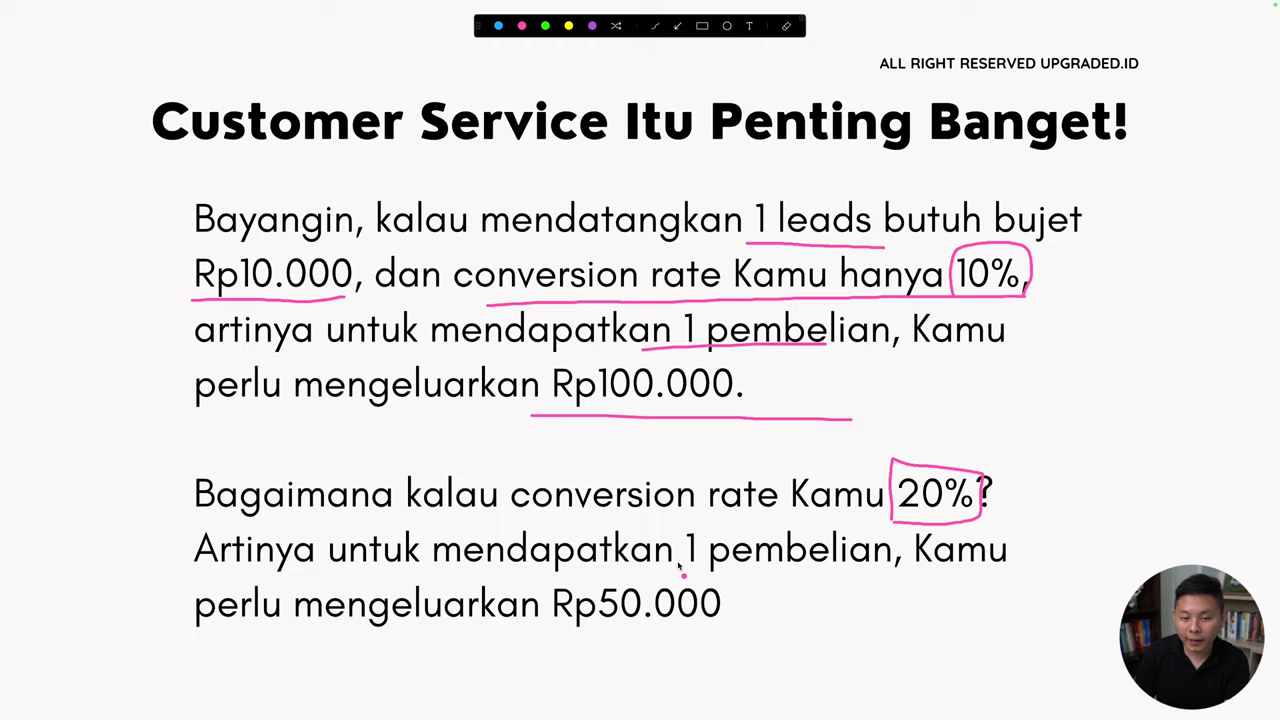 ALL RIGHT RESERVED UPGRADED.ID
Customer Service Itu Penting Banget!
Bayangin, kalau mendatangkan 1 leads butuh bujet
Rp10.000, dan conversion rate Kamu hanya 10%,
artinya untuk mendapatkan 1 pembelian, Kamu
perlu mengeluarkan Rp100.000.
Bagaimana kalau conversion rate Kamu 20%?
Artinya untuk mendapatkan 1 pembelian, Kamu
perlu mengeluarkan Rp50.000